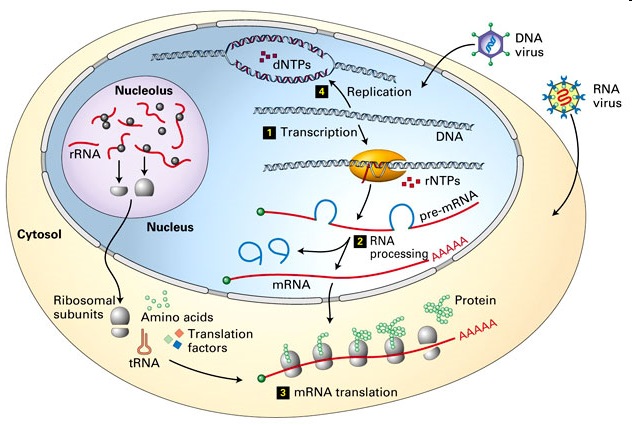 dNTPs
DNA
virus
4 Replication
RNA
virus
Nucleolus
1 Transcription
DNA
rRNA
rNTPs
pre-mRNA
Nucleus
Cytosol
2 RNA
processing
AAAAA
mRNA
Ribosomal
subunits
Amino acids
Protein
Translation
factors
tRNA
AAAAA
3 mRNA translation